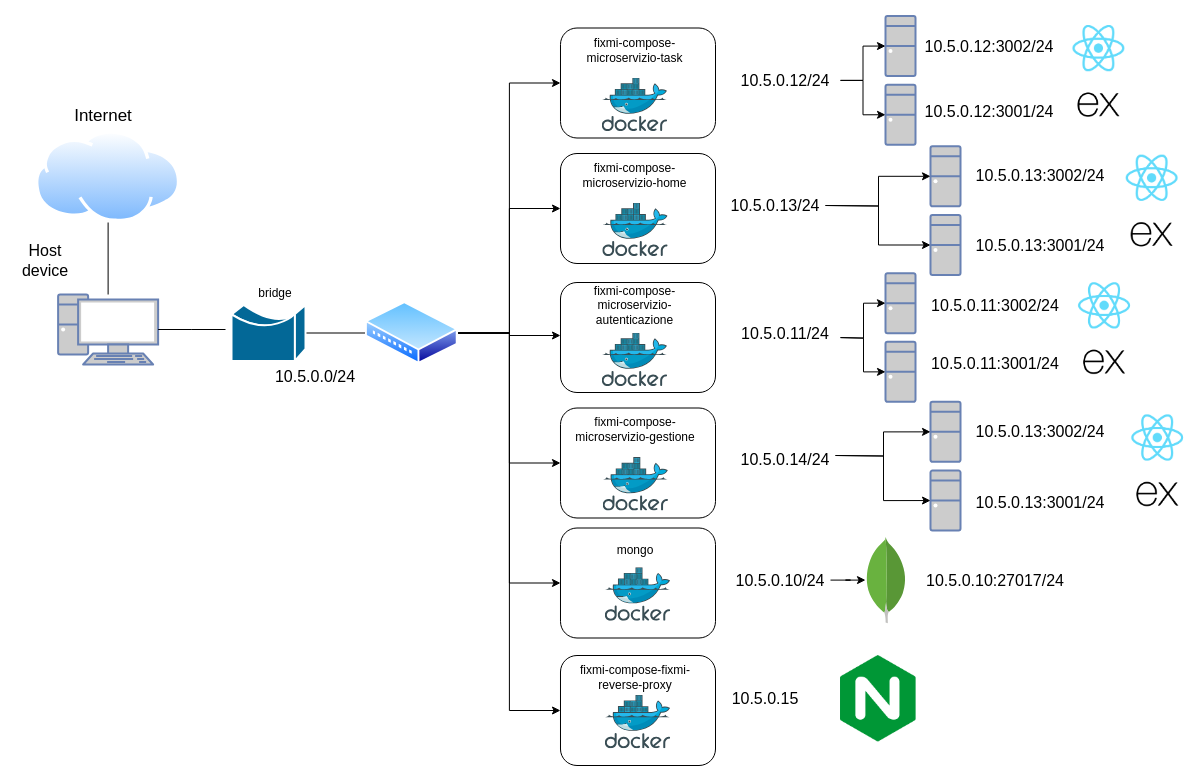 Internet
Host
device
bridge
10.5.0.0/24
fixmi-compose-
microservizio-task
docker
10.5.0.12/24
10.5.0.12:3002/24
10.5.0.12:3001/24
ex
fixmi-compose-
microservizio-home
docker
10.5.0.13/24
10.5.0.13:3002/24
10.5.0.13:3001/24
ex
fixmi-compose-
microservizio-
autenticazione
docker
10.5.0.11/24
10.5.0.11:3002/24
10.5.0.11:3001/24
ex
fixmi-compose-
microservizio-gestione
docker
10.5.0.14/24
10.5.0.13:3002/24
10.5.0.13:3001/24
ex
mongo
docker
10.5.0.10/24
10.5.0.10:27017/24
fixmi-compose-fixmi-
reverse-proxy
docker
10.5.0.15
N